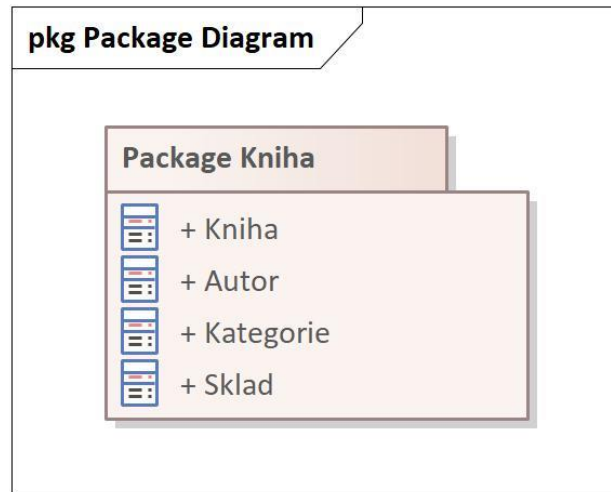 pkg Package Diagram
Package Kniha
+ Kniha
+ Autor
+ Kategorie
+ Sklad